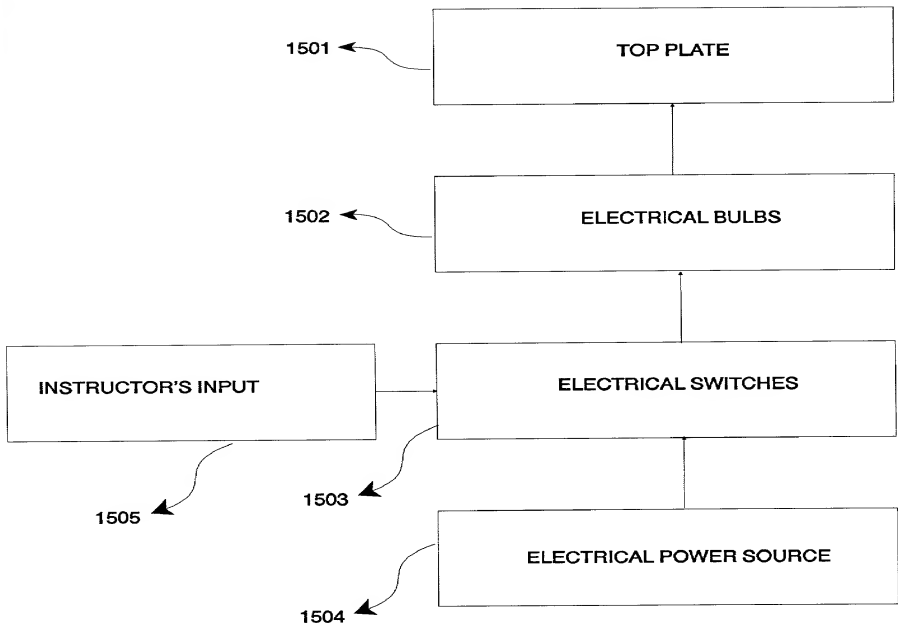 1501
TOP PLATE
1502
ELECTRICAL BULBS
INSTRUCTOR'S INPUT
ELECTRICAL SWITCHES
1503
1505
ELECTRICAL POWER SOURCE
1504